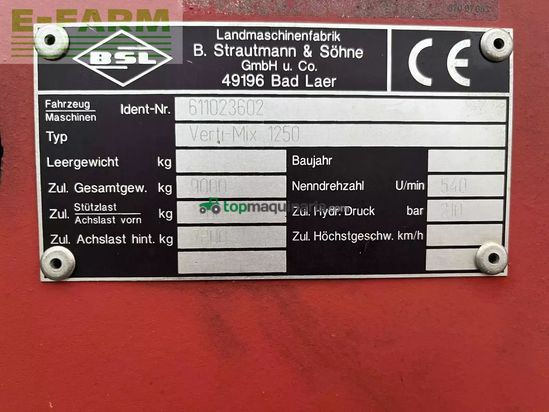 E-FARM
BSL
Landmaschinenfabrik
B. Strautmann & Söhne
GmbH u. Co.
49196 Bad Laer
CE
Fahrzeug
Maschinen
Ident-Nr. 611023602
Typ Verti-Mix 1250
Leergewicht kg
Baujahr
Zul. Gesamtgew. kg 9000
Nenndrehzahl U/min 540
Zul. Stützlast
Achslast vorn kg
topmaquinaria.com
Zul. Hydr. Druck bar
Zul. Achslast hint. kg
Zul. Höchstgeschw. km/h